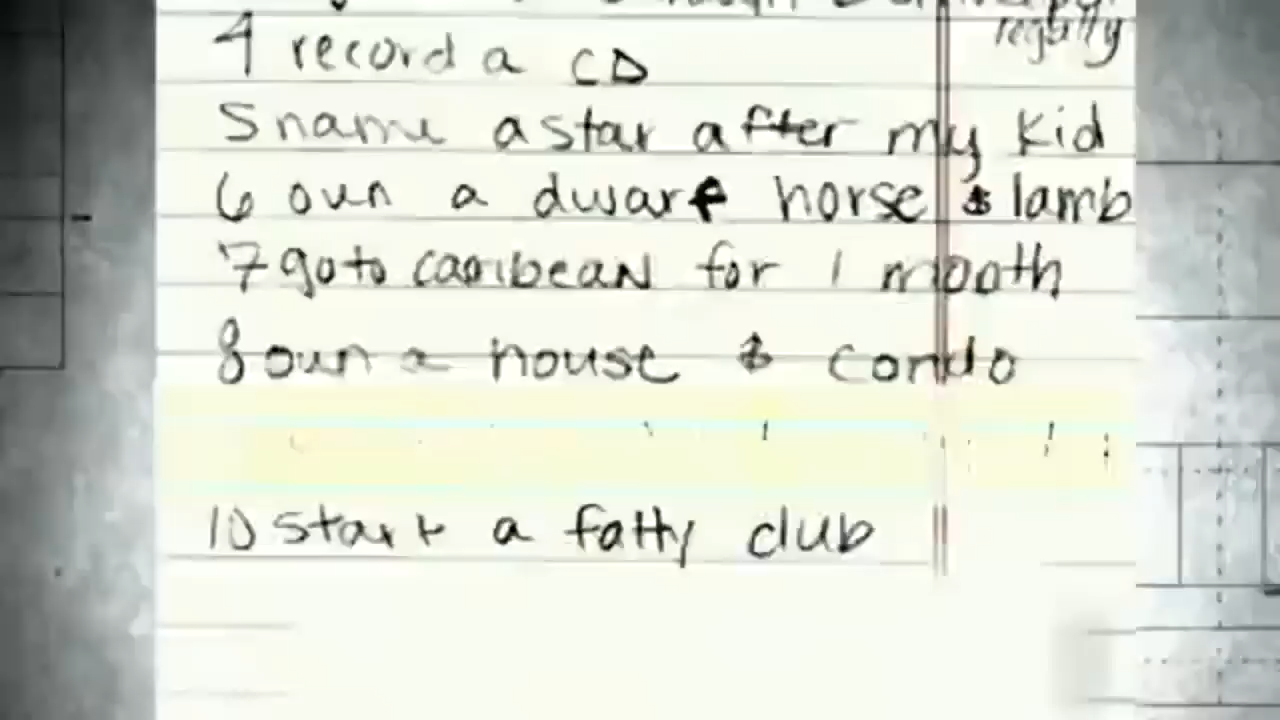 regally
4 record a CD
5 name a star after my kid
6 own a dwarf horse & lamb
7 go to caribean for 1 month
8 own a house & condo
10 start a fatty club